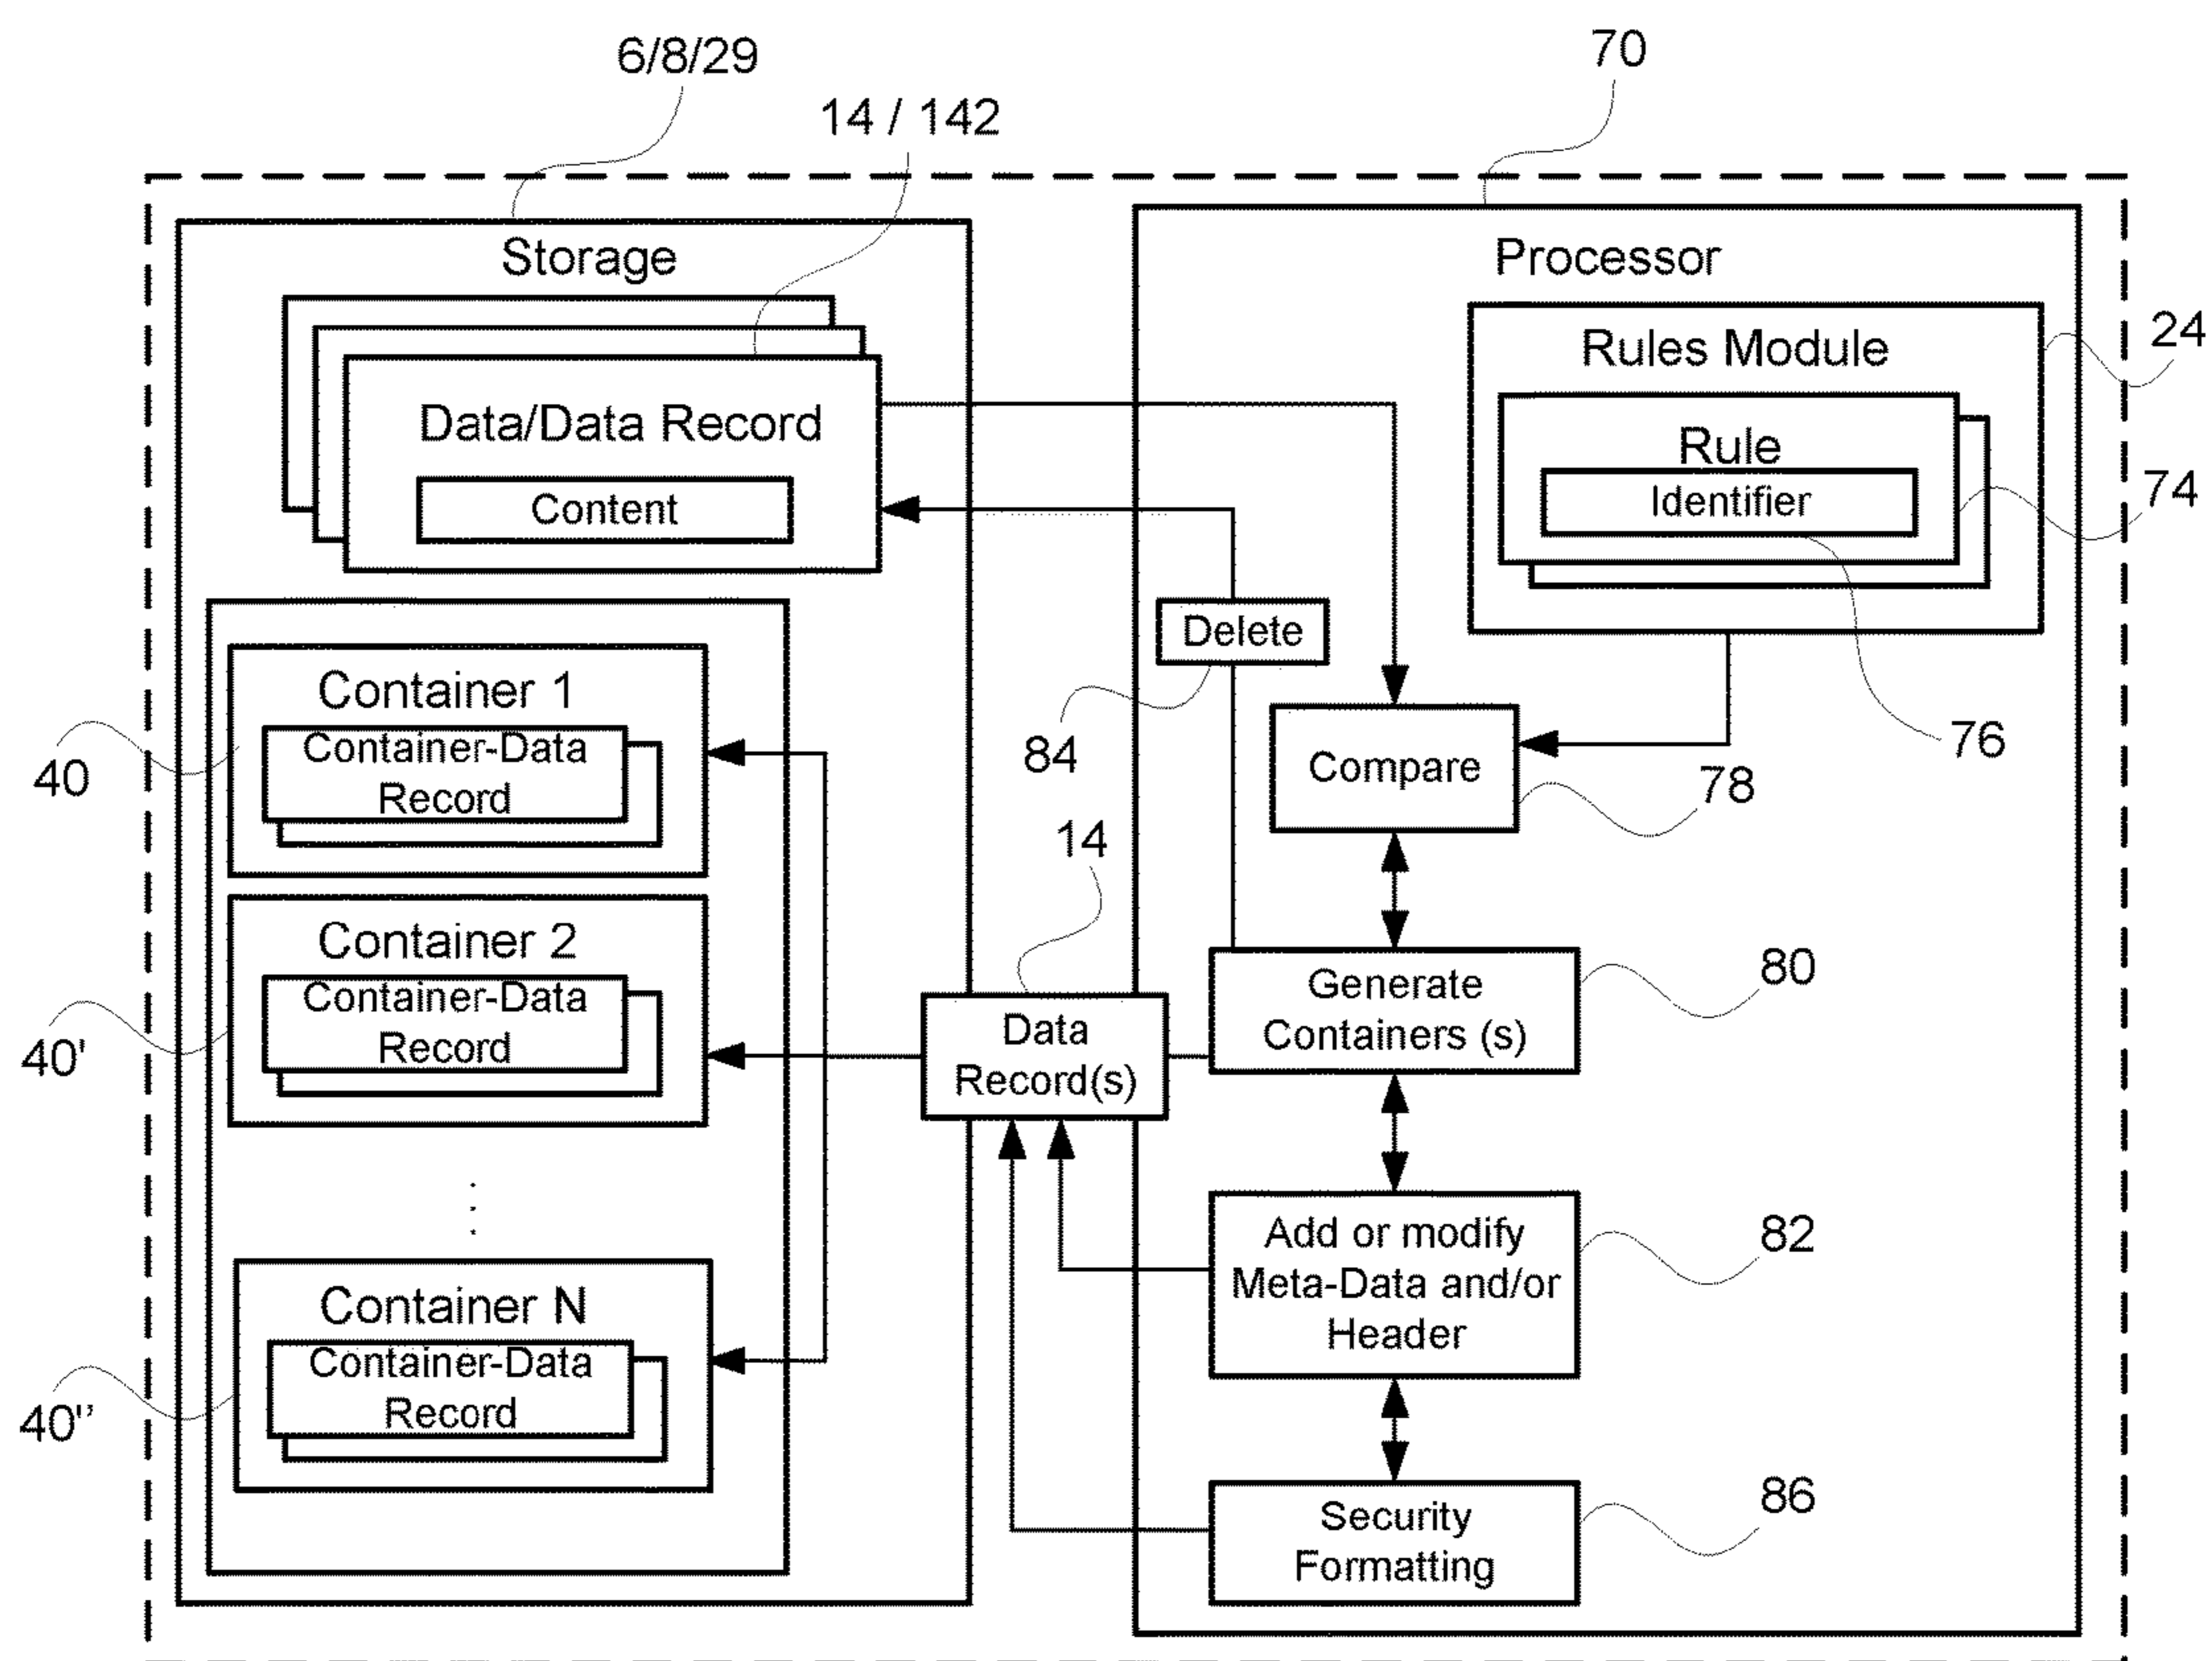 6/8/29
70
14 / 142
Storage
Processor
Rules Module
24
Data/Data Record
Rule
Content
Identifier
74
Delete
Container 1
Container-Data
Record
40
84
Compare
76
78
14
Container 2
Container-Data
Record
40'
Data
Record(s)
Generate
Containers (s)
80
Add or modify
Meta-Data and/or
Header
82
Container N
Container-Data
Record
40''
Security
Formatting
86